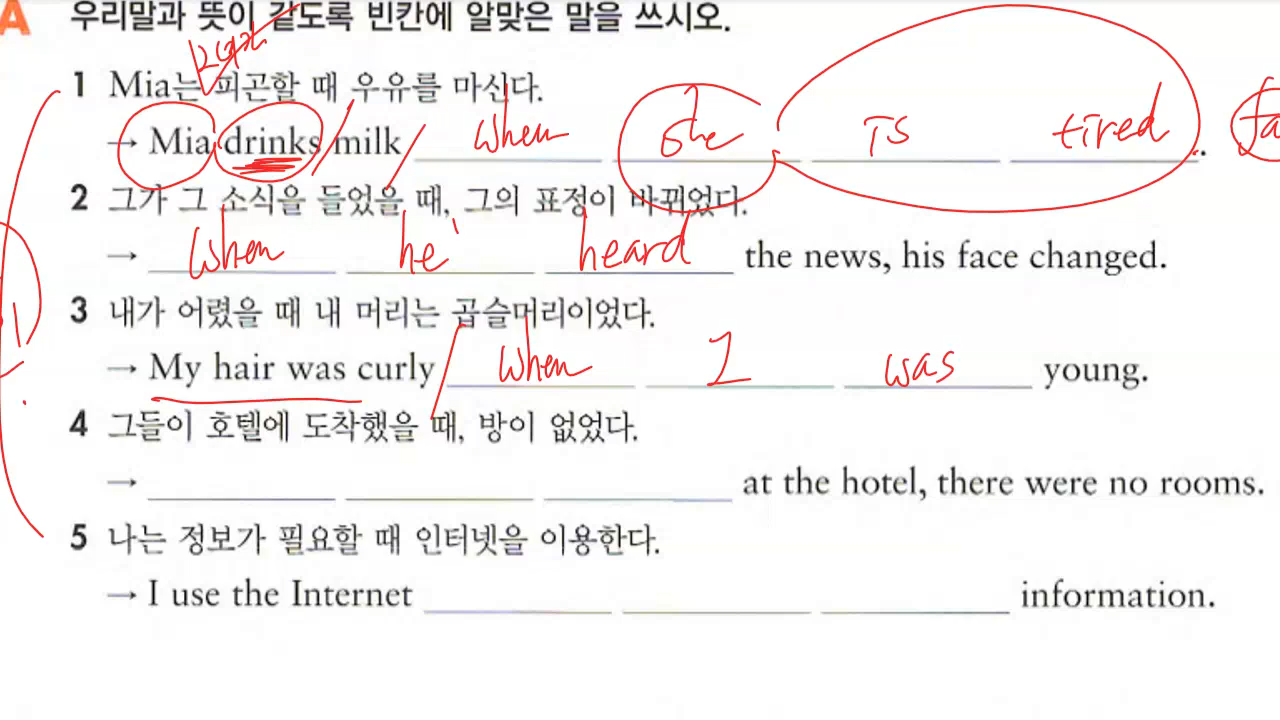 A 우리말과 뜻이 같도록 빈칸에 알맞은 말을 쓰시오.
1 Mia는 피곤할 때 우유를 마신다.
→ Mia drinks milk when she is tired.
2 그가 그 소식을 들었을 때, 그의 표정이 바뀌었다.
→ when he heard the news, his face changed.
3 내가 어렸을 때 내 머리는 곱슬머리이었다.
→ My hair was curly when I was young.
4 그들이 호텔에 도착했을 때, 방이 없었다.
→ at the hotel, there were no rooms.
5 나는 정보가 필요할 때 인터넷을 이용한다.
→ I use the Internet information.